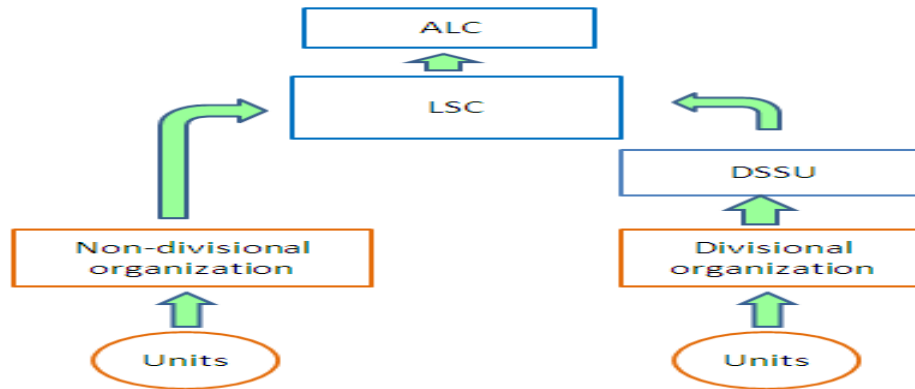 ALC
LSC
DSSU
Non-divisional
organization
Divisional
organization
Units
Units